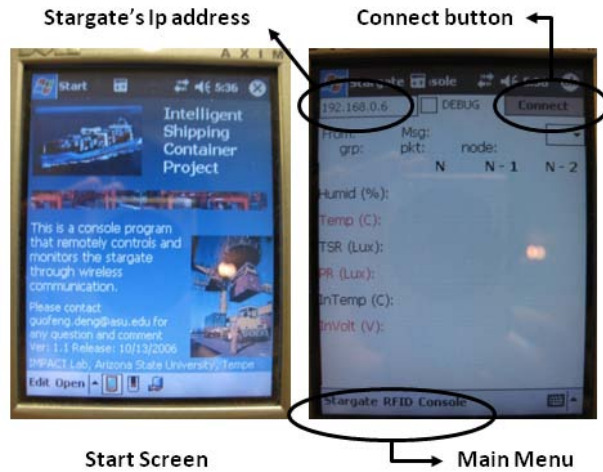 Stargate's Ip address
Connect button
AXIM
Start
5:36
Intelligent
Shipping
Container
Project
This is a console program
that remotely controls and
monitors the stargate
through wireless
communication.
Please contact
guofeng.deng@asu.edu for
any question and comment
Ver: 1.1 Release: 10/13/2006
IMPACT Lab, Arizona State University, Tempe
Edit Open
Stargate
sole
192.168.0.6
DEBUG
Connect
From: Msg:
grp: pkt: node:
N N - 1 N - 2
Humid (%):
Temp (C):
TSR (Lux):
PR (Lux):
InTemp (C):
InVolt (V):
Stargate RFID Console
Start Screen
Main Menu